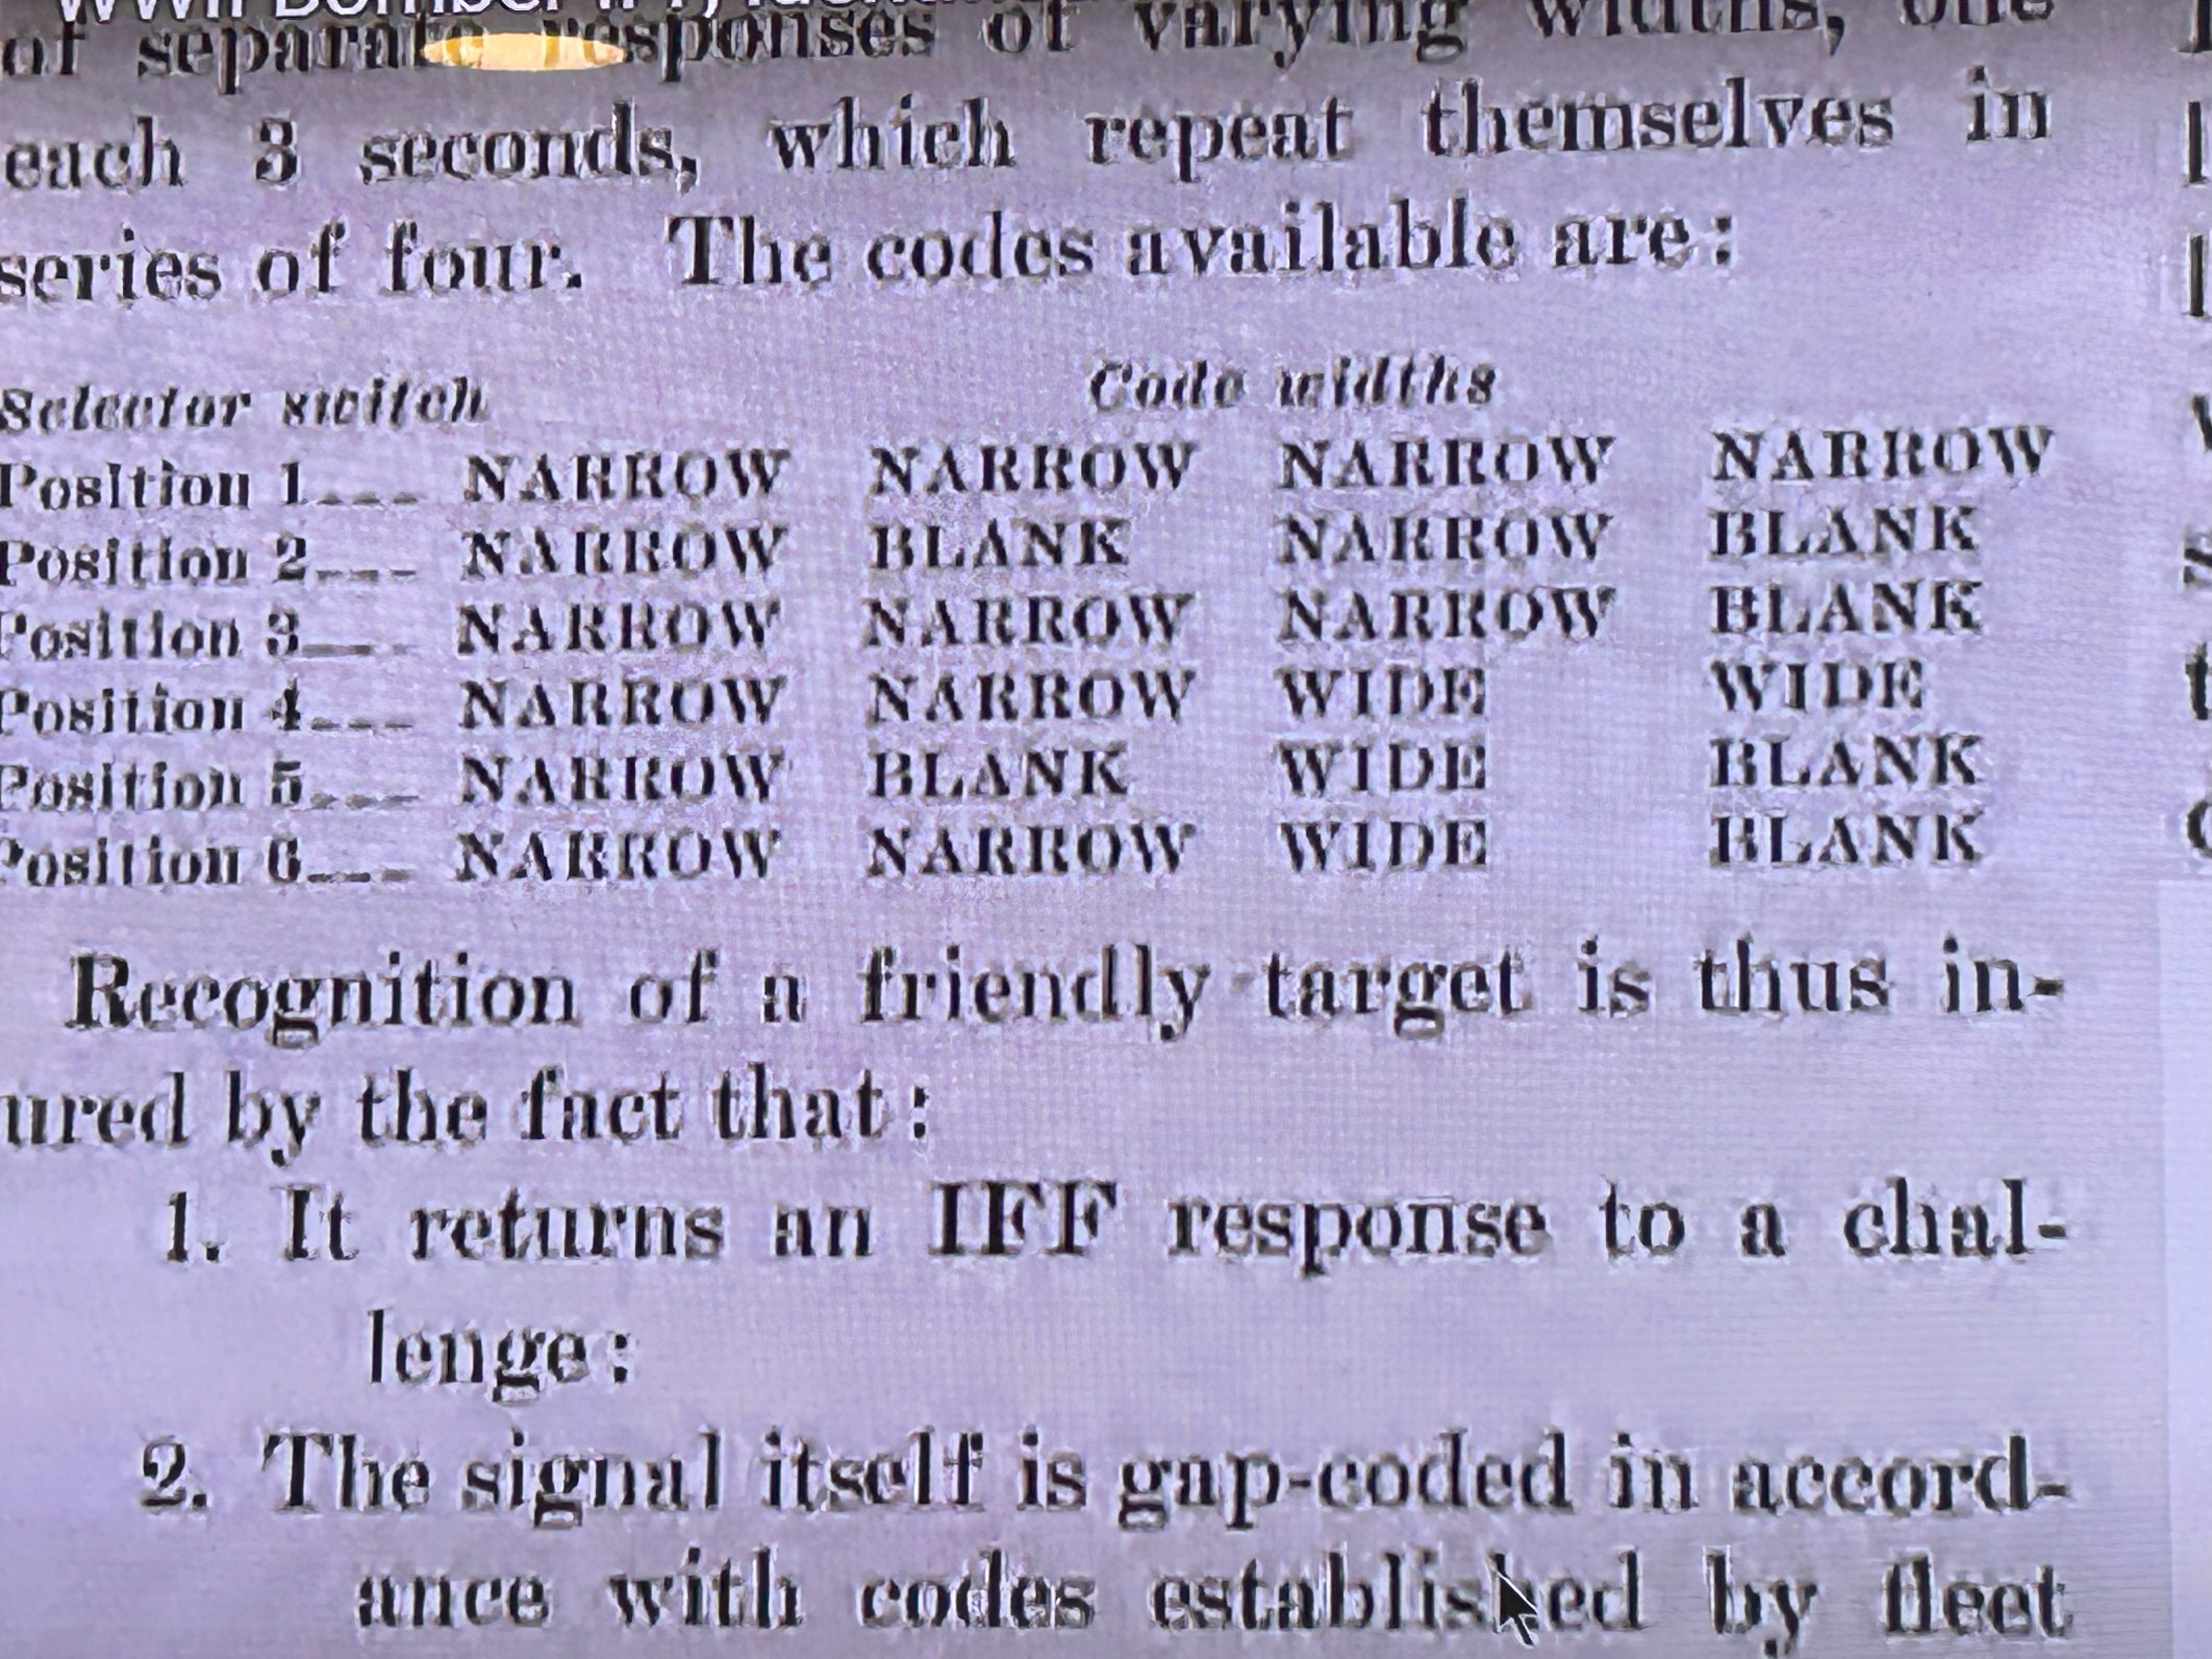 WWII Bomber
of separate responses of varying widths, one
each 3 seconds, which repeat themselves in
series of four. The codes available are:
Selector switch Code widths
Position 1---- NARROW NARROW NARROW NARROW
Position 2---- NARROW BLANK NARROW BLANK
Position 3---- NARROW NARROW NARROW BLANK
Position 4---- NARROW NARROW WIDE WIDE
Position 5---- NARROW BLANK WIDE BLANK
Position 6---- NARROW NARROW WIDE BLANK
Recognition of a friendly target is thus in-
ured by the fact that:
1. It returns an IFF response to a chal-
lenge:
2. The signal itself is gap-coded in accord-
ance with codes established by fleet